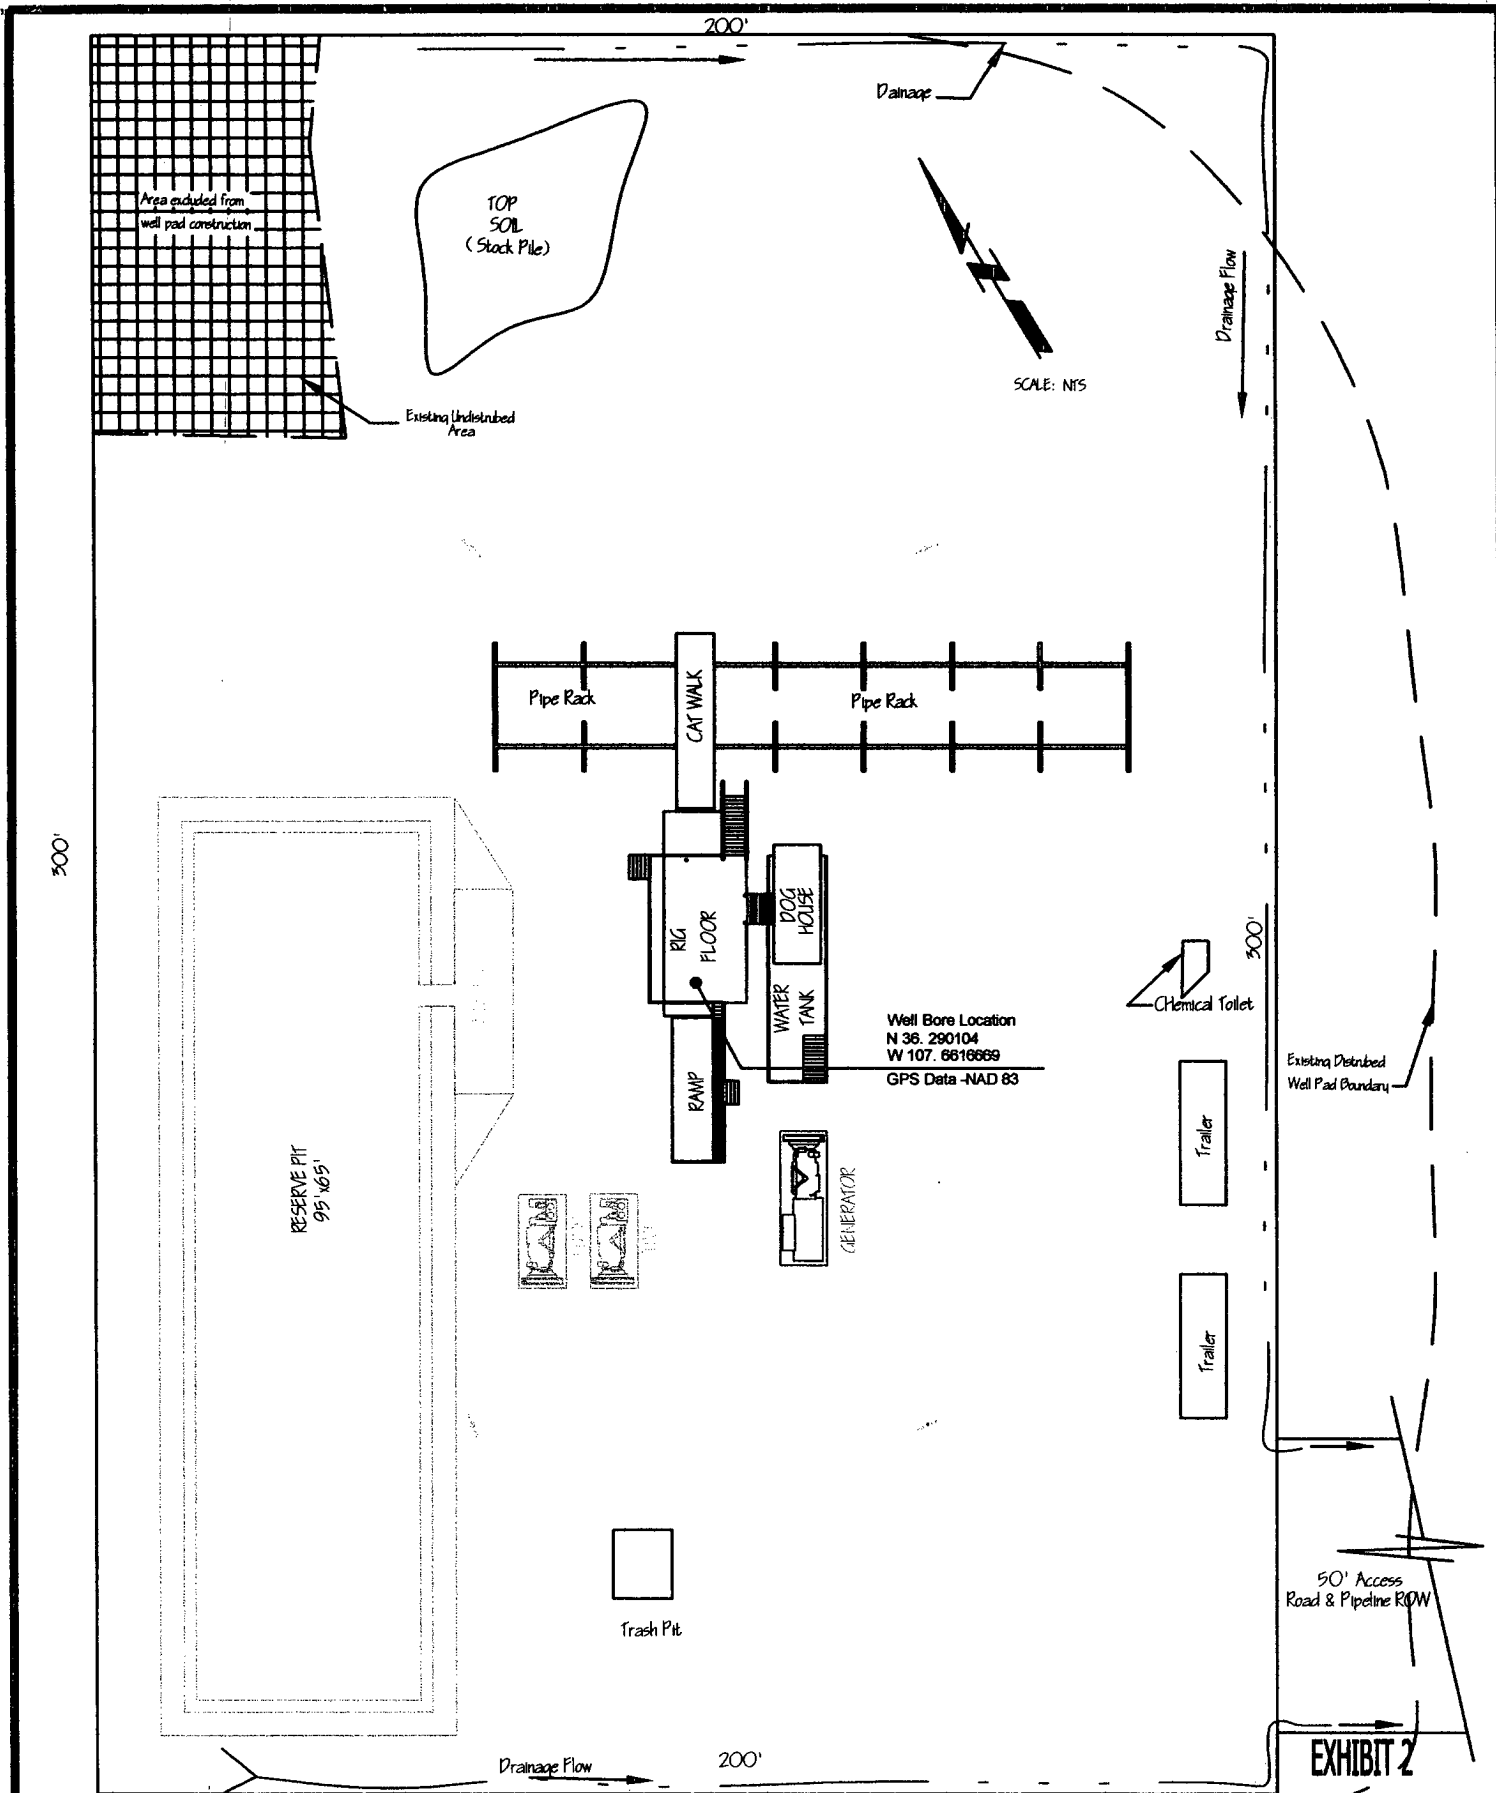 200'
Dainage
Area excluded from
well pad construction
TOP
SOIL
( Stock Pile)
Drainage Flow
SCALE: NTS
Existing Undistrubed
Area
Pipe Rack
CAT WALK
Pipe Rack
300'
RIG
FLOOR
DOG
HOUSE
WATER
TANK
300'
CHemical Toilet
Well Bore Location
N 36. 290104
W 107. 6616669
GPS Data -NAD 83
Existing Distrubed
Well Pad Boundary
RAMP
Trailer
RESERVE PIT
95'x65'
GENERATOR
Trailer
50' Access
Road & Pipeline ROW
Trash Pit
Drainage Flow
200'
EXHIBIT 2